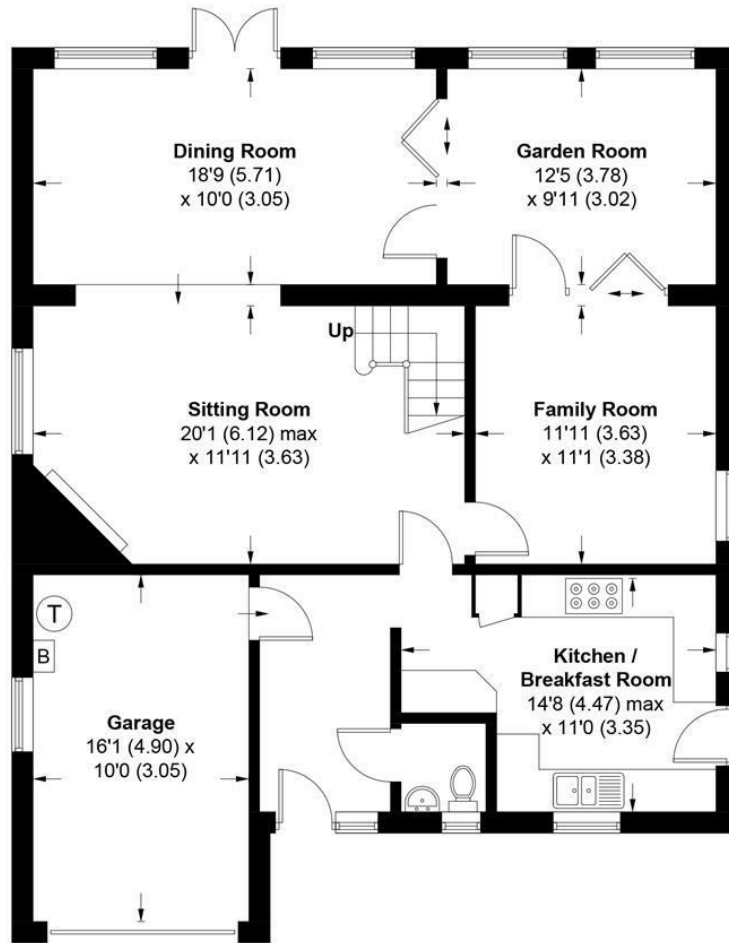 Dining Room
18'9 (5.71)
x 10'0 (3.05)
Garden Room
12'5 (3.78)
x 9'11 (3.02)
Up
Sitting Room
20'1 (6.12) max
x 11'11 (3.63)
Family Room
11'11 (3.63)
x 11'1 (3.38)
T
B
Garage
16'1 (4.90) x
10'0 (3.05)
Kitchen /
Breakfast Room
14'8 (4.47) max
x 11'0 (3.35)